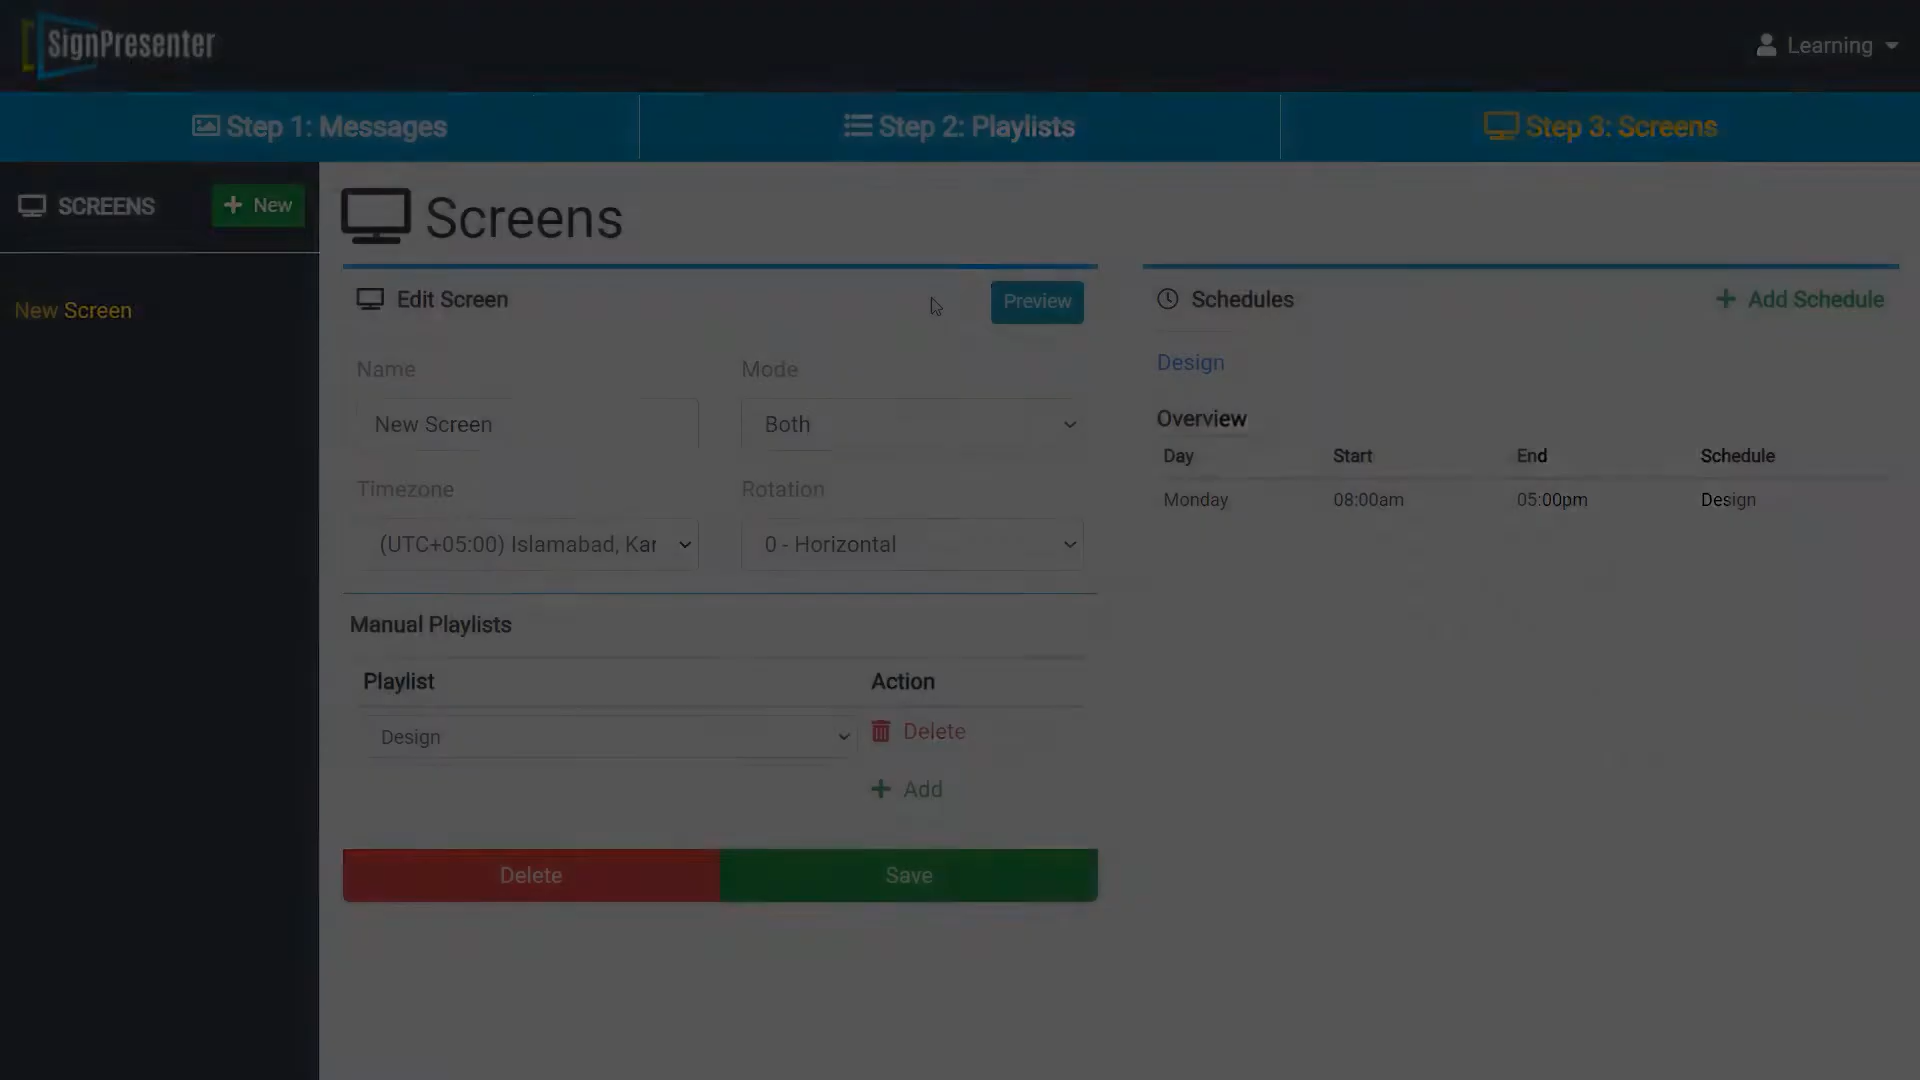 SignPresenter
Learning
Step 1: Messages
Step 2: Playlists
Step 3: Screens
SCREENS
New
New Screen
Screens
Edit Screen
Preview
Name
Mode
New Screen
Both
Timezone
Rotation
(UTC+05:00) Islamabad, Kar
0 - Horizontal
Manual Playlists
Playlist
Action
Design
Delete
Add
Delete
Save
Schedules
Add Schedule
Design
Overview
Day Start End Schedule
Monday 08:00am 05:00pm Design